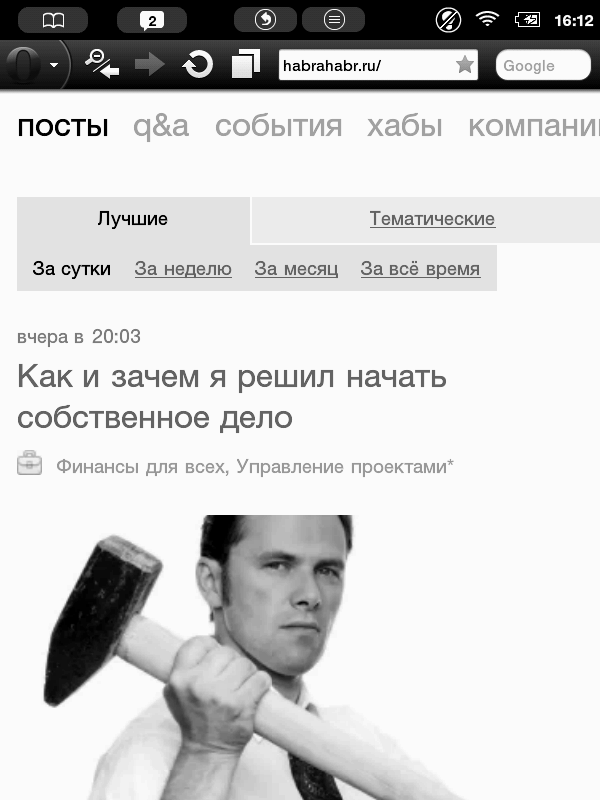 2
16:12
habrahabr.ru/
Google
посты q&a события хабы компани
Лучшие Тематические
За сутки За неделю За месяц За всё время
вчера в 20:03
Как и зачем я решил начать
собственное дело
Финансы для всех, Управление проектами*